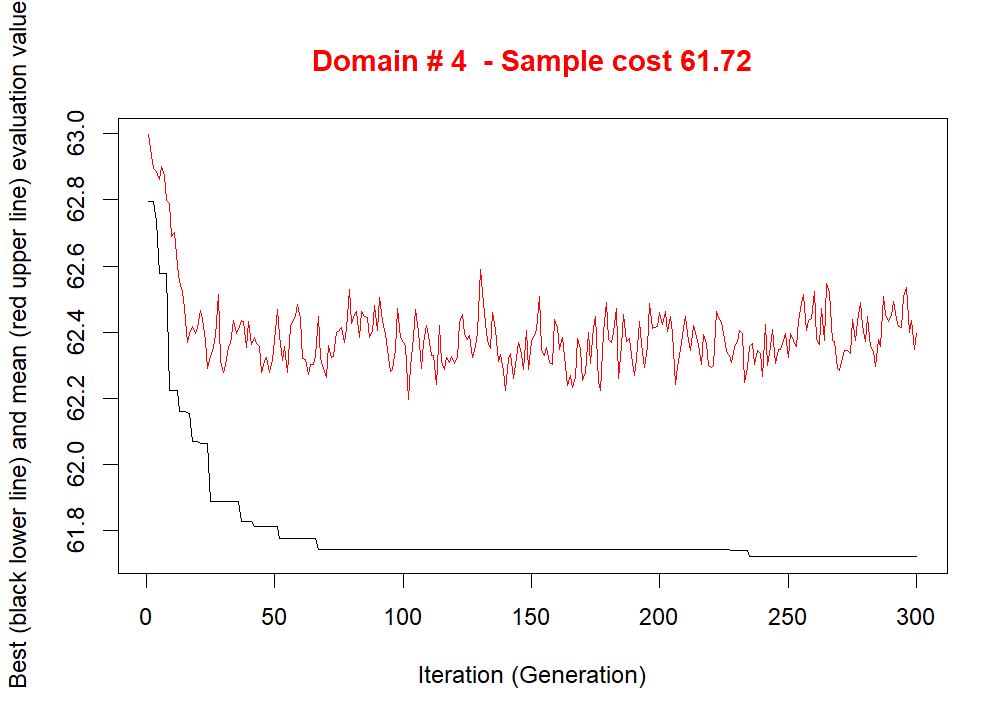 Domain # 4  - Sample cost 61.72
Best (black lower line) and mean (red upper line) evaluation value
63.0
62.8
62.6
62.4
62.2
62.0
61.8
0 50 100 150 200 250 300
Iteration (Generation)